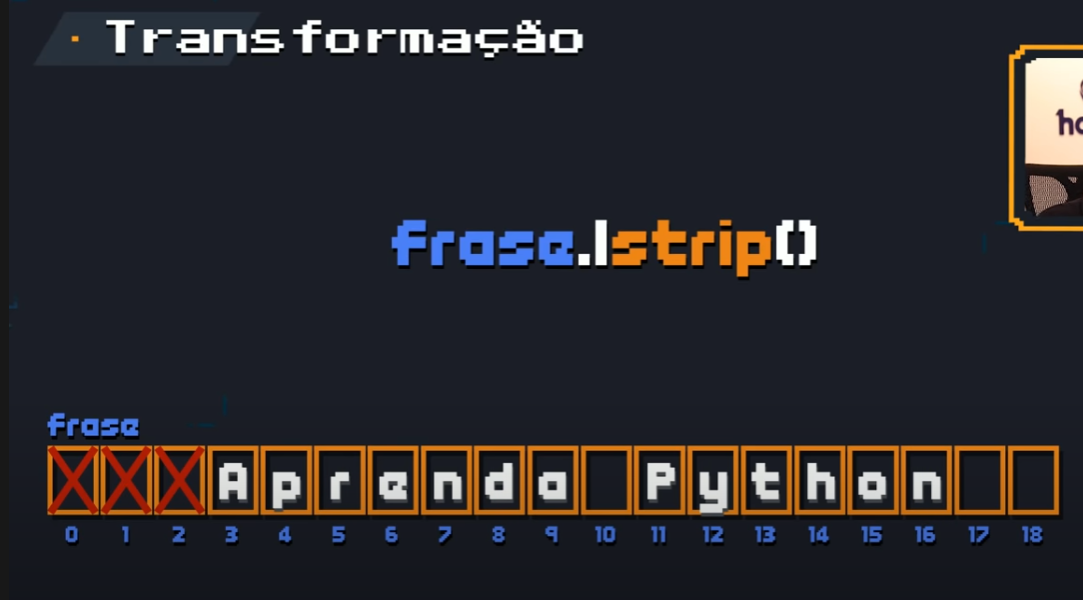 · Transformação
frase.lstrip()
frase
Aprenda Python
0 1 2 3 4 5 6 7 8 9 10 11 12 13 14 15 16 17 18